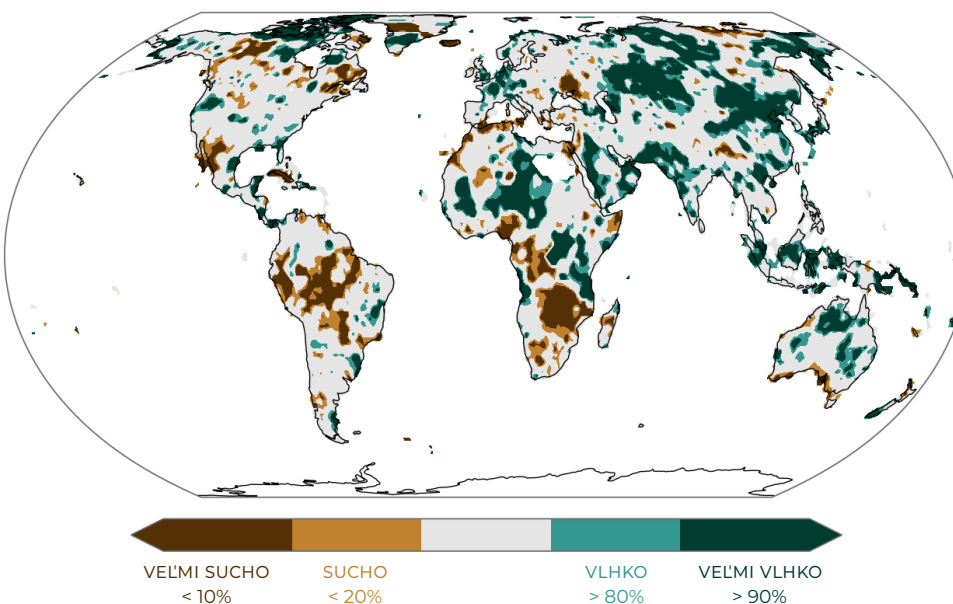 VEĽMI SUCHO
< 10%
SUCHO
< 20%
VLHKO
> 80%
VEĽMI VLHKO
> 90%